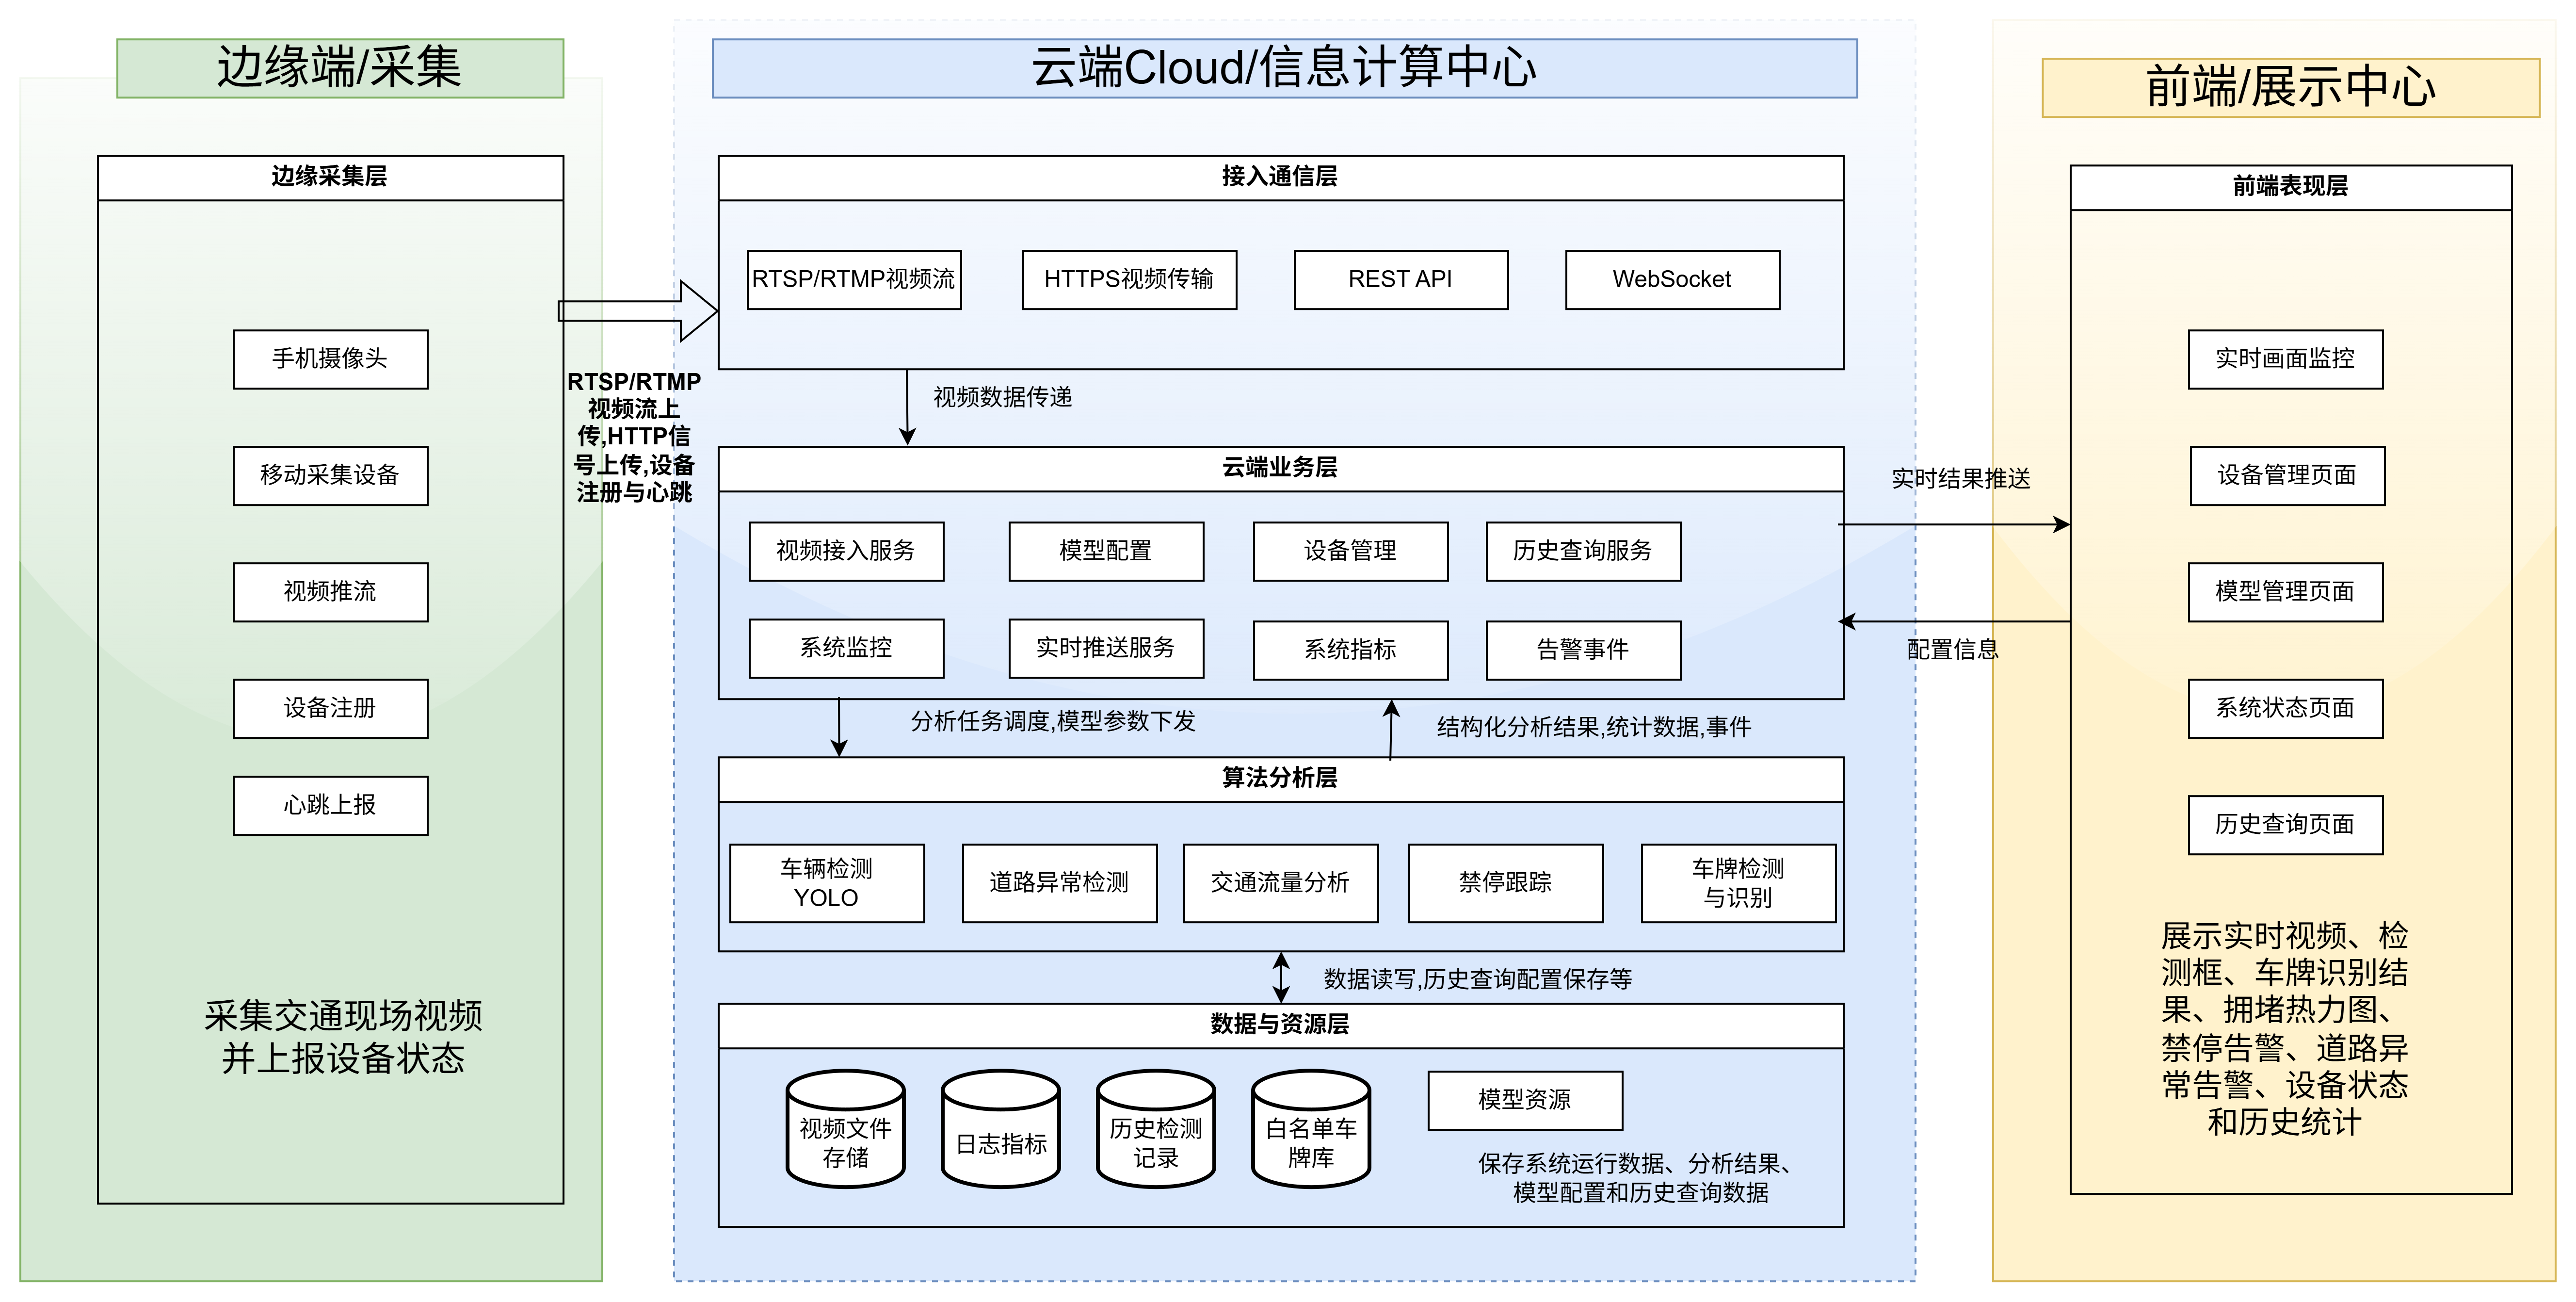 边缘端/采集
边缘采集层
手机摄像头
移动采集设备
视频推流
设备注册
心跳上报
采集交通现场视频
并上报设备状态
RTSP/RTMP
视频流上
传,HTTP信
号上传,设备
注册与心跳
云端Cloud/信息计算中心
接入通信层
RTSP/RTMP视频流
HTTPS视频传输
REST API
WebSocket
视频数据传递
云端业务层
视频接入服务
模型配置
设备管理
历史查询服务
系统监控
实时推送服务
系统指标
告警事件
分析任务调度,模型参数下发
结构化分析结果,统计数据,事件
算法分析层
车辆检测
YOLO
道路异常检测
交通流量分析
禁停跟踪
车牌检测
与识别
数据读写,历史查询配置保存等
数据与资源层
视频文件
存储
日志指标
历史检测
记录
白名单车
牌库
模型资源
保存系统运行数据、分析结果、
模型配置和历史查询数据
实时结果推送
配置信息
前端/展示中心
前端表现层
实时画面监控
设备管理页面
模型管理页面
系统状态页面
历史查询页面
展示实时视频、检
测框、车牌识别结
果、拥堵热力图、
禁停告警、道路异
常告警、设备状态
和历史统计